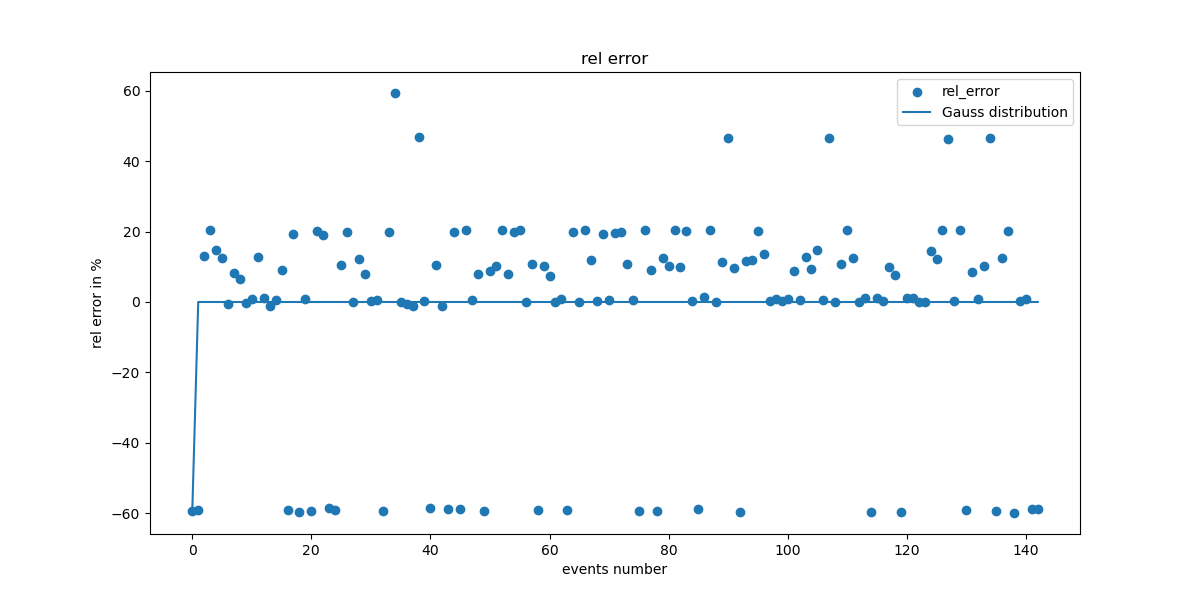 rel error
rel_error
Gauss distribution
rel error in %
60
40
20
0
−20
−40
−60
0 20 40 60 80 100 120 140
events number